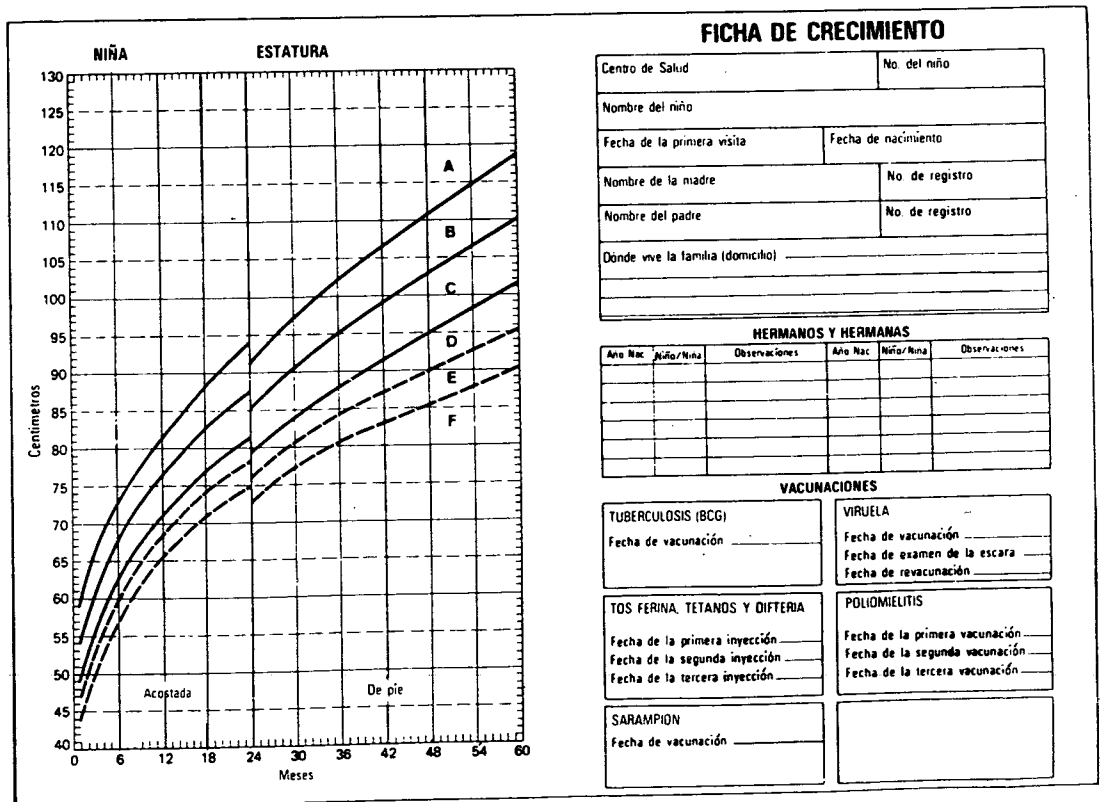 NIÑA
ESTATURA
130
125
120
115
110
105
100
95
90
85
80
75
70
65
60
55
50
45
40
Centímetros
A
B
C
D
E
F
Acostada
De pie
0 6 12 18 24 30 36 42 48 54 60
Meses
FICHA DE CRECIMIENTO
Centro de Salud
No. del niño
Nombre del niño
Fecha de la primera visita
Fecha de nacimiento
Nombre de la madre
No. de registro
Nombre del padre
No. de registro
Dónde vive la familia (domicilio)
HERMANOS Y HERMANAS
Año Nac Niño/Niña Observaciones Año Nac Niño/Niña Observaciones
VACUNACIONES
TUBERCULOSIS (BCG)
Fecha de vacunación
VIRUELA
Fecha de vacunación
Fecha de examen de la escara
Fecha de revacunación
TOS FERINA, TETANOS Y DIFTERIA
Fecha de la primera inyección
Fecha de la segunda inyección
Fecha de la tercera inyección
POLIOMIELITIS
Fecha de la primera vacunación
Fecha de la segunda vacunación
Fecha de la tercera vacunación
SARAMPION
Fecha de vacunación